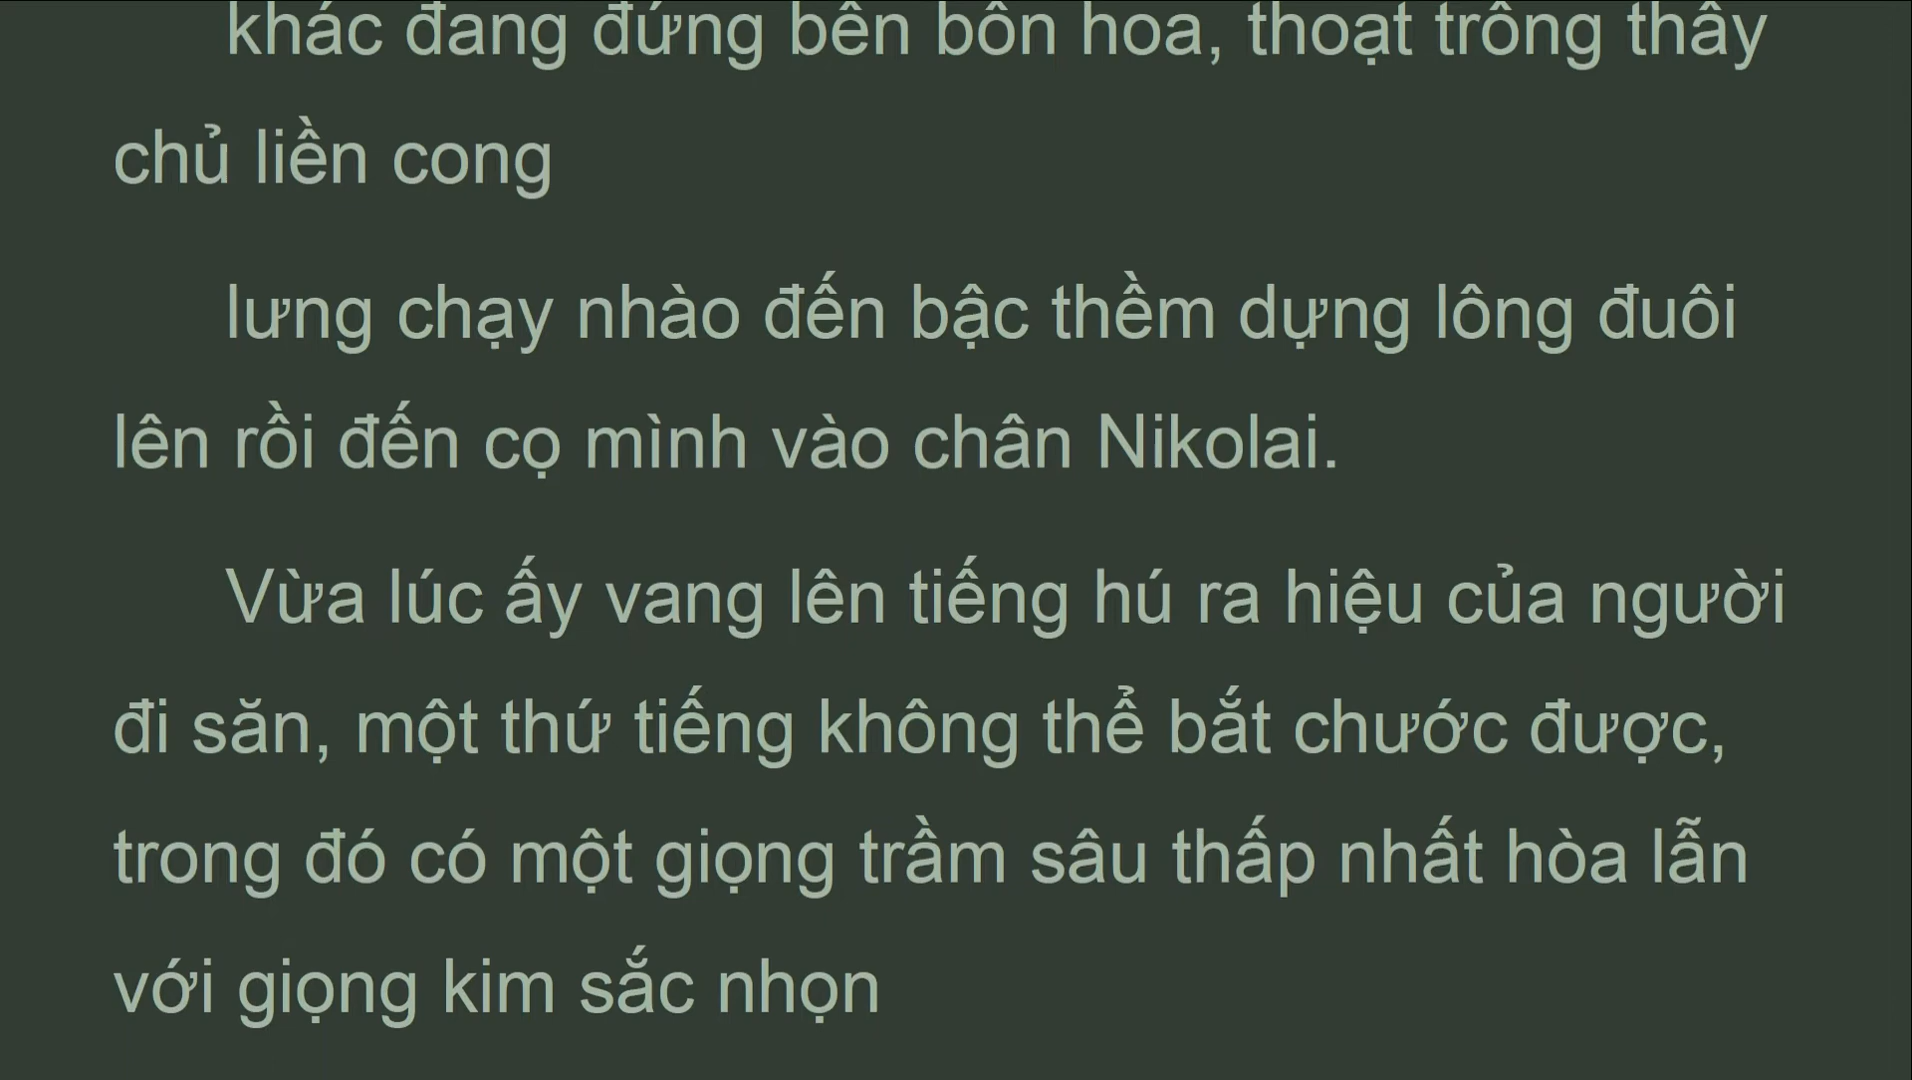 khác đang đứng bên bồn hoa, thoạt trông thấy
chủ liền cong
lưng chạy nhào đến bậc thềm dựng lông đuôi
lên rồi đến cọ mình vào chân Nikolai.
Vừa lúc ấy vang lên tiếng hú ra hiệu của người
đi săn, một thứ tiếng không thể bắt chước được,
trong đó có một giọng trầm sâu thấp nhất hòa lẫn
với giọng kim sắc nhọn